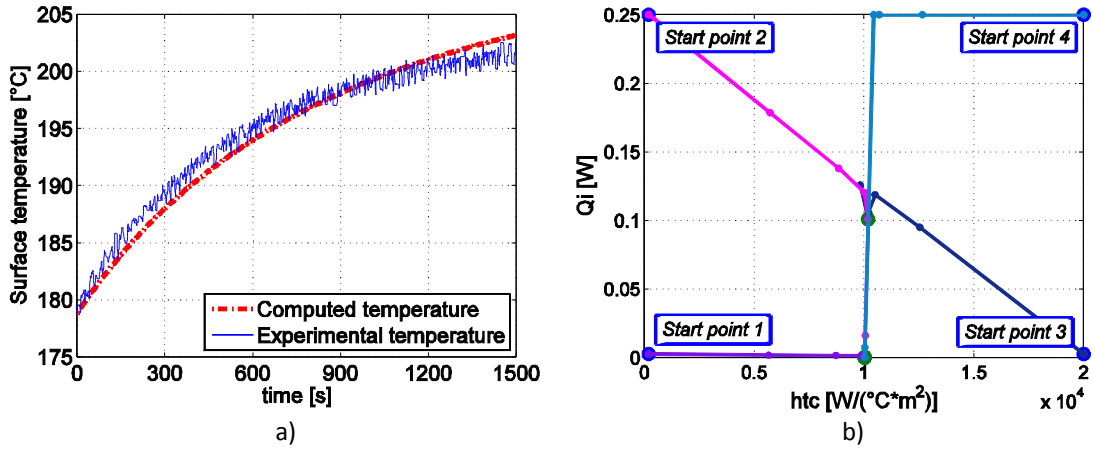 205
200
195
190
185
180
175
Surface temperature [°C]
0 300 600 900 1200 1500
time [s]
Computed temperature
Experimental temperature
a)
0.25
0.2
0.15
0.1
0.05
0
Qi [W]
Start point 2
Start point 4
Start point 1
Start point 3
0 0.5 1 1.5 2
x 10⁴
htc [W/(°C*m²)]
b)